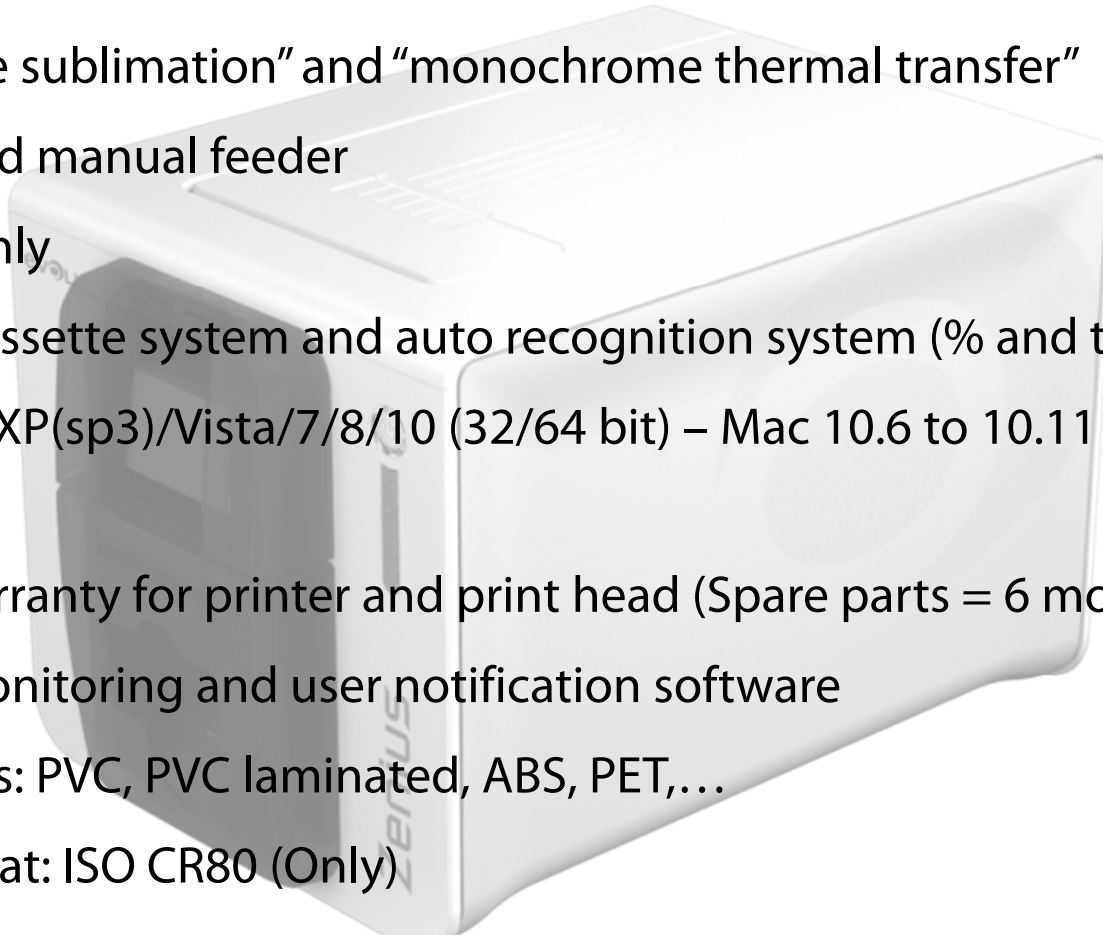 e sublimation” and “monochrome thermal transfer”
d manual feeder
nly
ssette system and auto recognition system (% and t
XP(sp3)/Vista/7/8/10 (32/64 bit) – Mac 10.6 to 10.11
rranty for printer and print head (Spare parts = 6 mo
onitoring and user notification software
s: PVC, PVC laminated, ABS, PET,…
at: ISO CR80 (Only)
Zenius